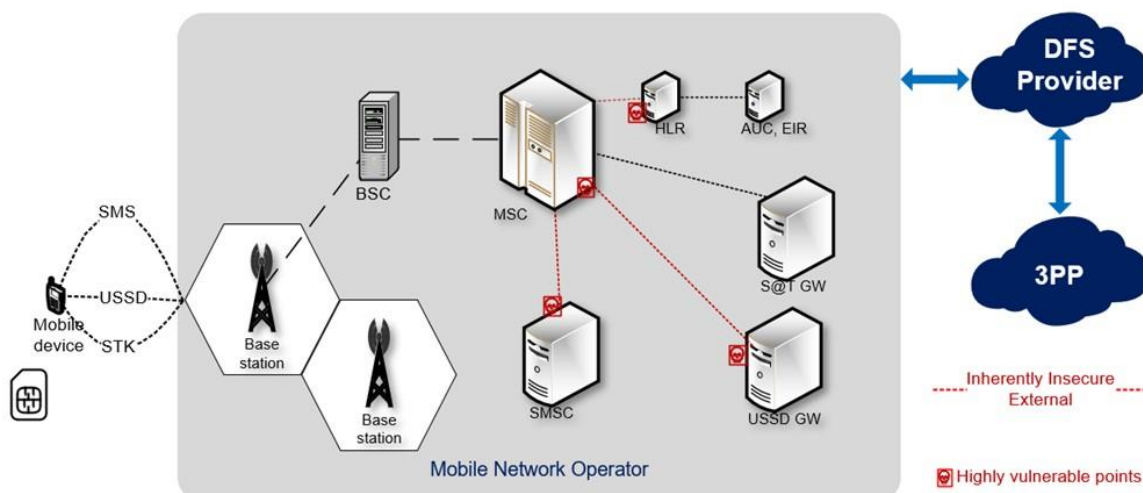 DFS
Provider
HLR
AUC, EIR
BSC
MSC
SMS
USSD
Mobile
device
STK
Base
station
Base
station
S@T GW
3PP
SMSC
USSD GW
Inherently Insecure
External
Mobile Network Operator
Highly vulnerable points